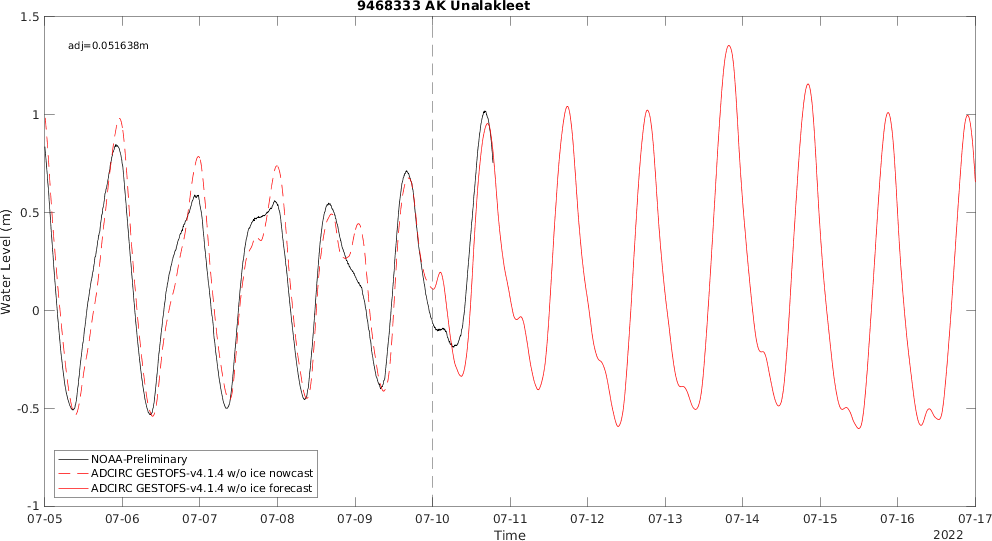 9468333 AK Unalakleet
adj=0.051638m
Water Level (m)
1.5
1
0.5
0
-0.5
-1
NOAA-Preliminary
ADCIRC GESTOFS-v4.1.4 w/o ice nowcast
ADCIRC GESTOFS-v4.1.4 w/o ice forecast
07-05 07-06 07-07 07-08 07-09 07-10 07-11 07-12 07-13 07-14 07-15 07-16 07-17
Time
2022